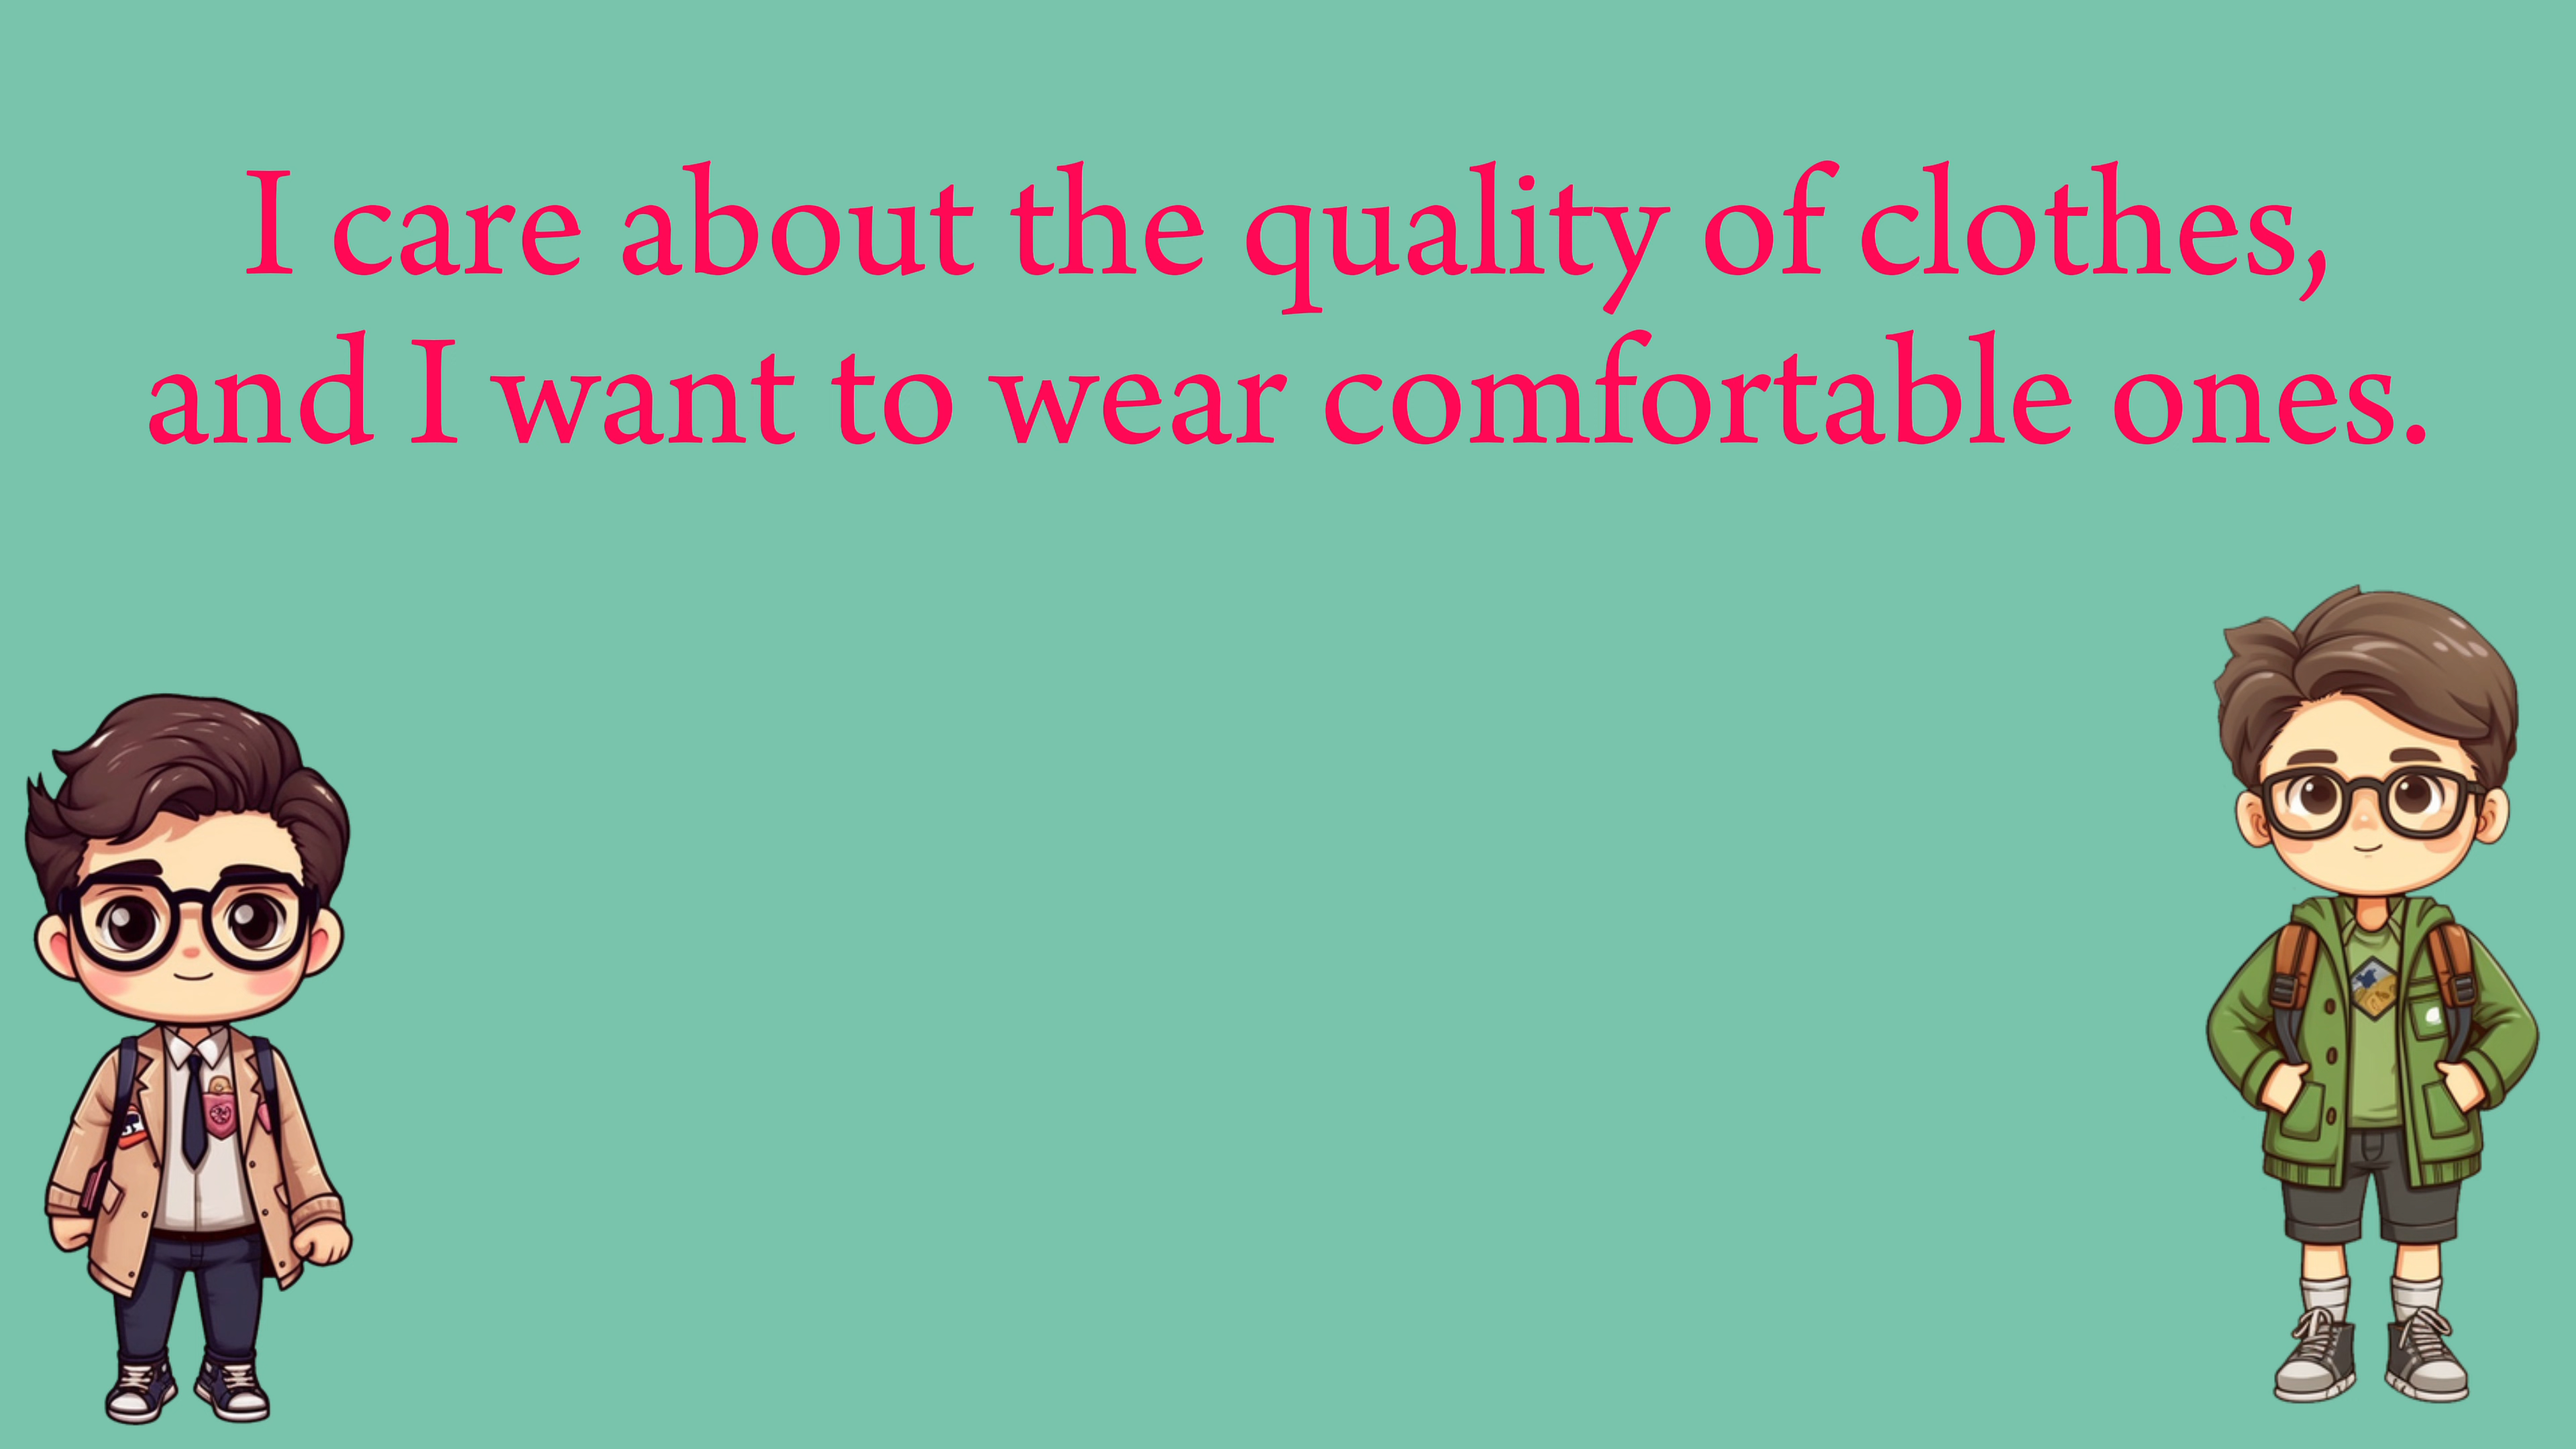 I care about the quality of clothes,
and I want to wear comfortable ones.